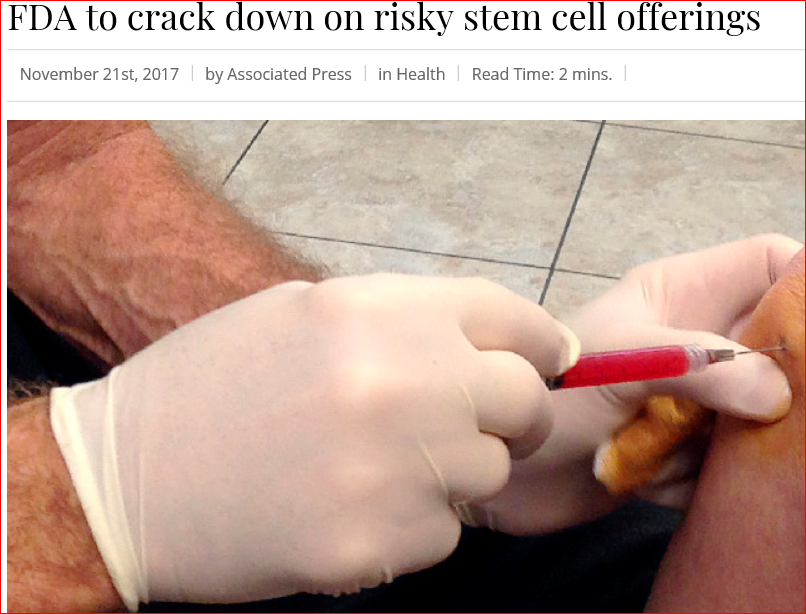 FDA to crack down on risky stem cell offerings
November 21st, 2017 | by Associated Press | in Health | Read Time: 2 mins. |